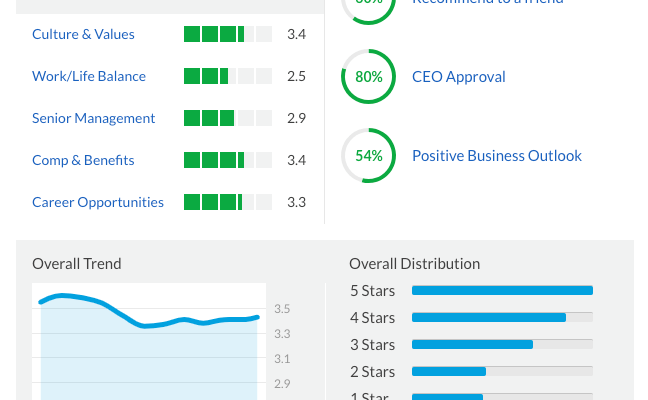 Culture & Values 3.4
Work/Life Balance 2.5
Senior Management 2.9
Comp & Benefits 3.4
Career Opportunities 3.3
Recommend to a friend
80% CEO Approval
54% Positive Business Outlook
Overall Trend
3.5
3.3
3.1
2.9
Overall Distribution
5 Stars
4 Stars
3 Stars
2 Stars
1 Star